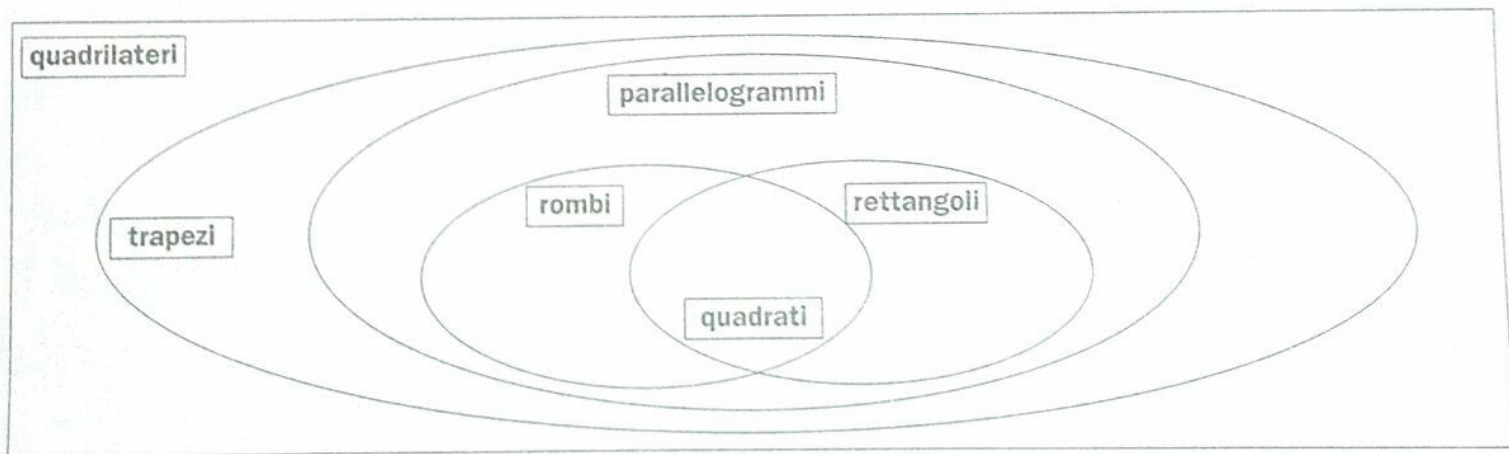 quadrilateri
parallelogrammi
rombi
rettangoli
trapezi
quadrati